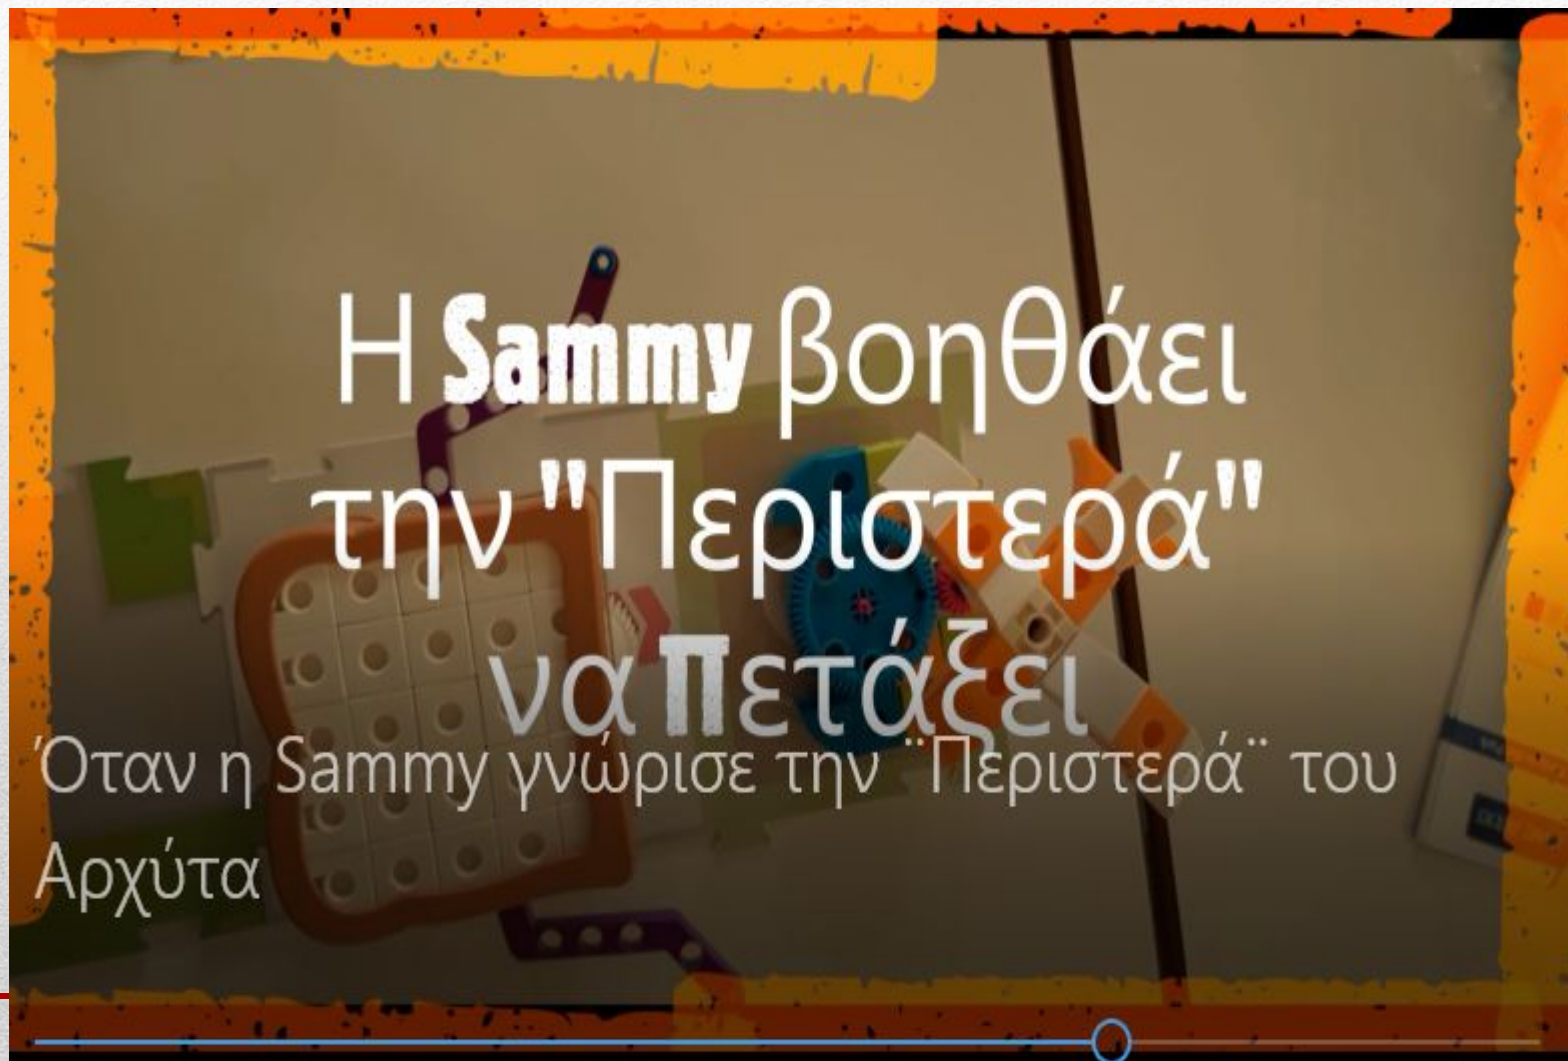 Η Sammy βοηθάει
την "Περιστερά"
να πετάξει
Όταν η Sammy γνώρισε την ¨Περιστερά¨ του
Αρχύτα